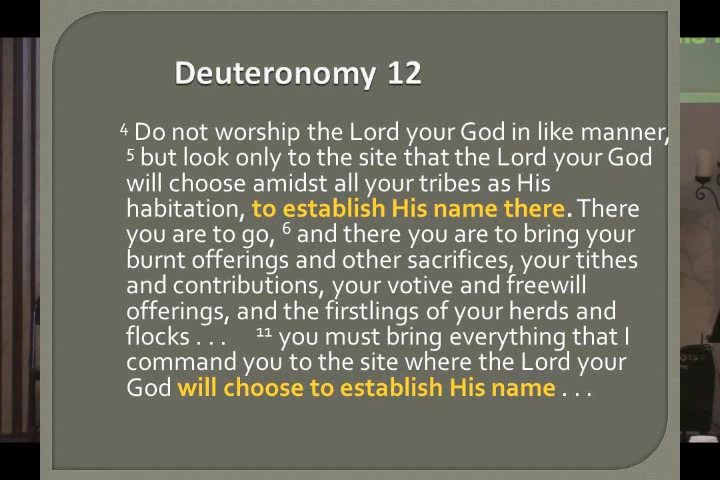 Deuteronomy 12
4 Do not worship the Lord your God in like manner,
5 but look only to the site that the Lord your God
will choose amidst all your tribes as His
habitation, to establish His name there. There
you are to go, 6 and there you are to bring your
burnt offerings and other sacrifices, your tithes
and contributions, your votive and freewill
offerings, and the firstlings of your herds and
flocks . . . 11 you must bring everything that I
command you to the site where the Lord your
God will choose to establish His name . . .